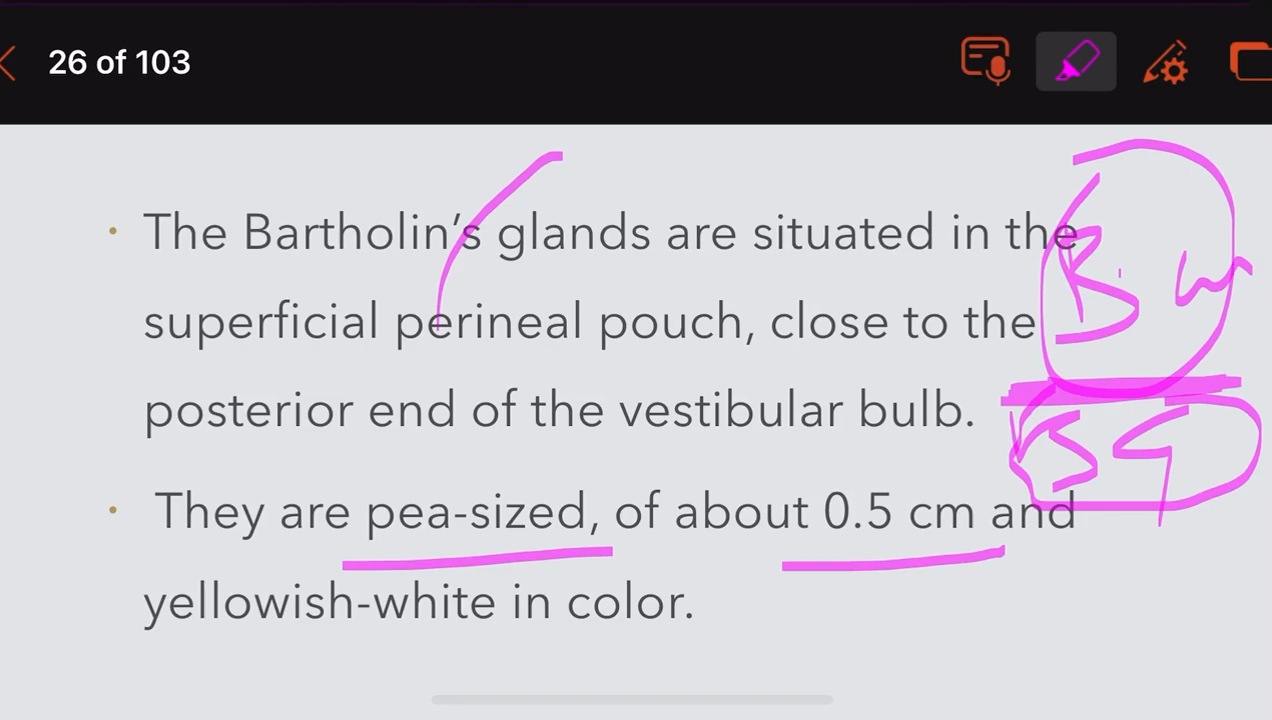 26 of 103
• The Bartholin’s glands are situated in the
superficial perineal pouch, close to the
posterior end of the vestibular bulb.
• They are pea-sized, of about 0.5 cm and
yellowish-white in color.